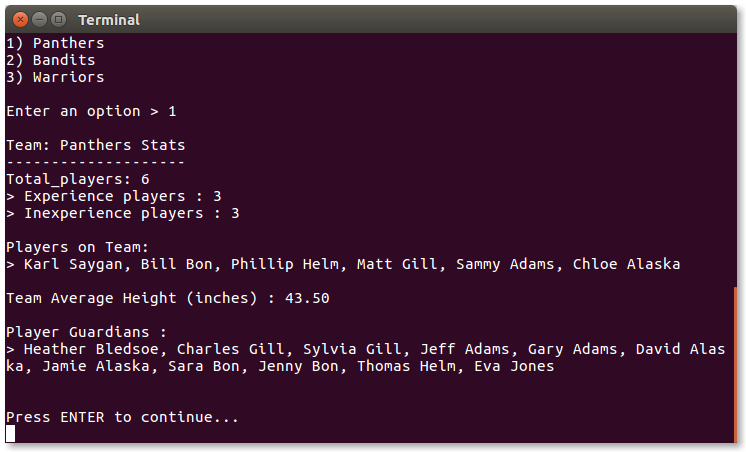 Terminal
1) Panthers
2) Bandits
3) Warriors
Enter an option > 1
Team: Panthers Stats
--------------------
Total_players: 6
> Experience players : 3
> Inexperience players : 3
Players on Team:
> Karl Saygan, Bill Bon, Phillip Helm, Matt Gill, Sammy Adams, Chloe Alaska
Team Average Height (inches) : 43.50
Player Guardians :
> Heather Bledsoe, Charles Gill, Sylvia Gill, Jeff Adams, Gary Adams, David Alas
ka, Jamie Alaska, Sara Bon, Jenny Bon, Thomas Helm, Eva Jones
Press ENTER to continue...